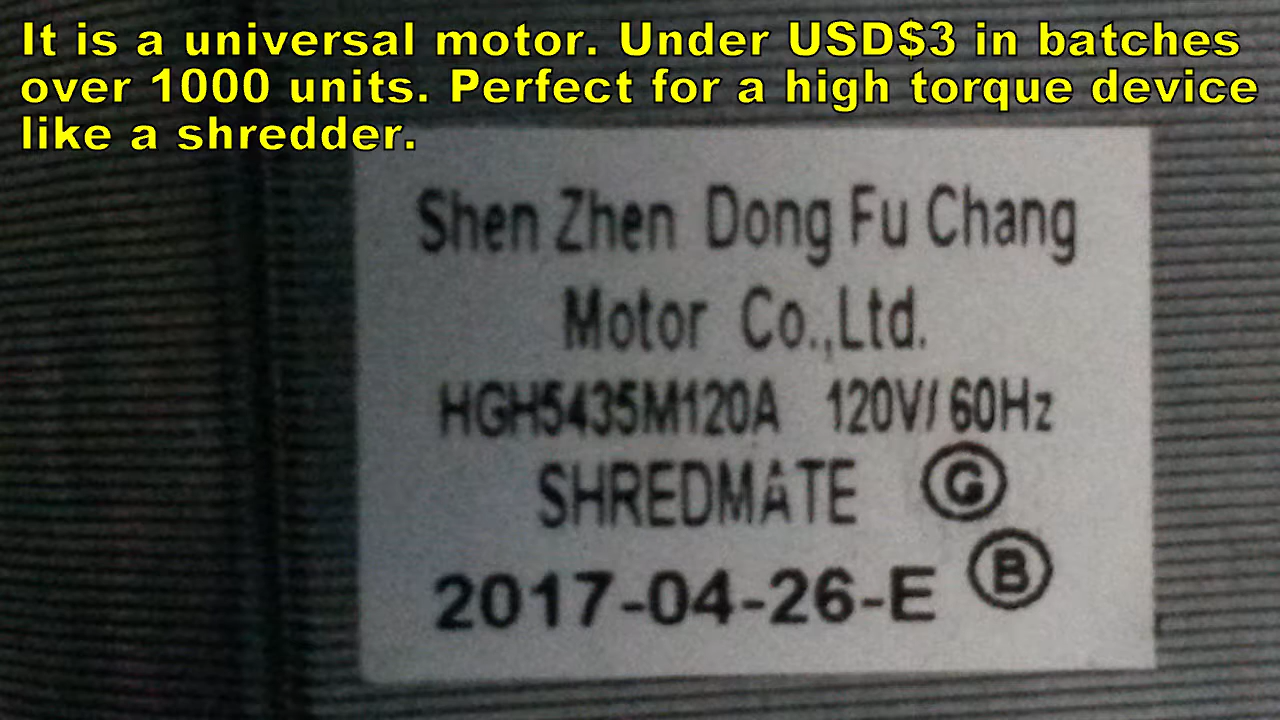 It is a universal motor. Under USD$3 in batches
over 1000 units. Perfect for a high torque device
like a shredder.
Shen Zhen Dong Fu Chang
Motor Co.,Ltd.
HGH5435M120A 120V/60Hz
SHREDMATE G
2017-04-26-E B